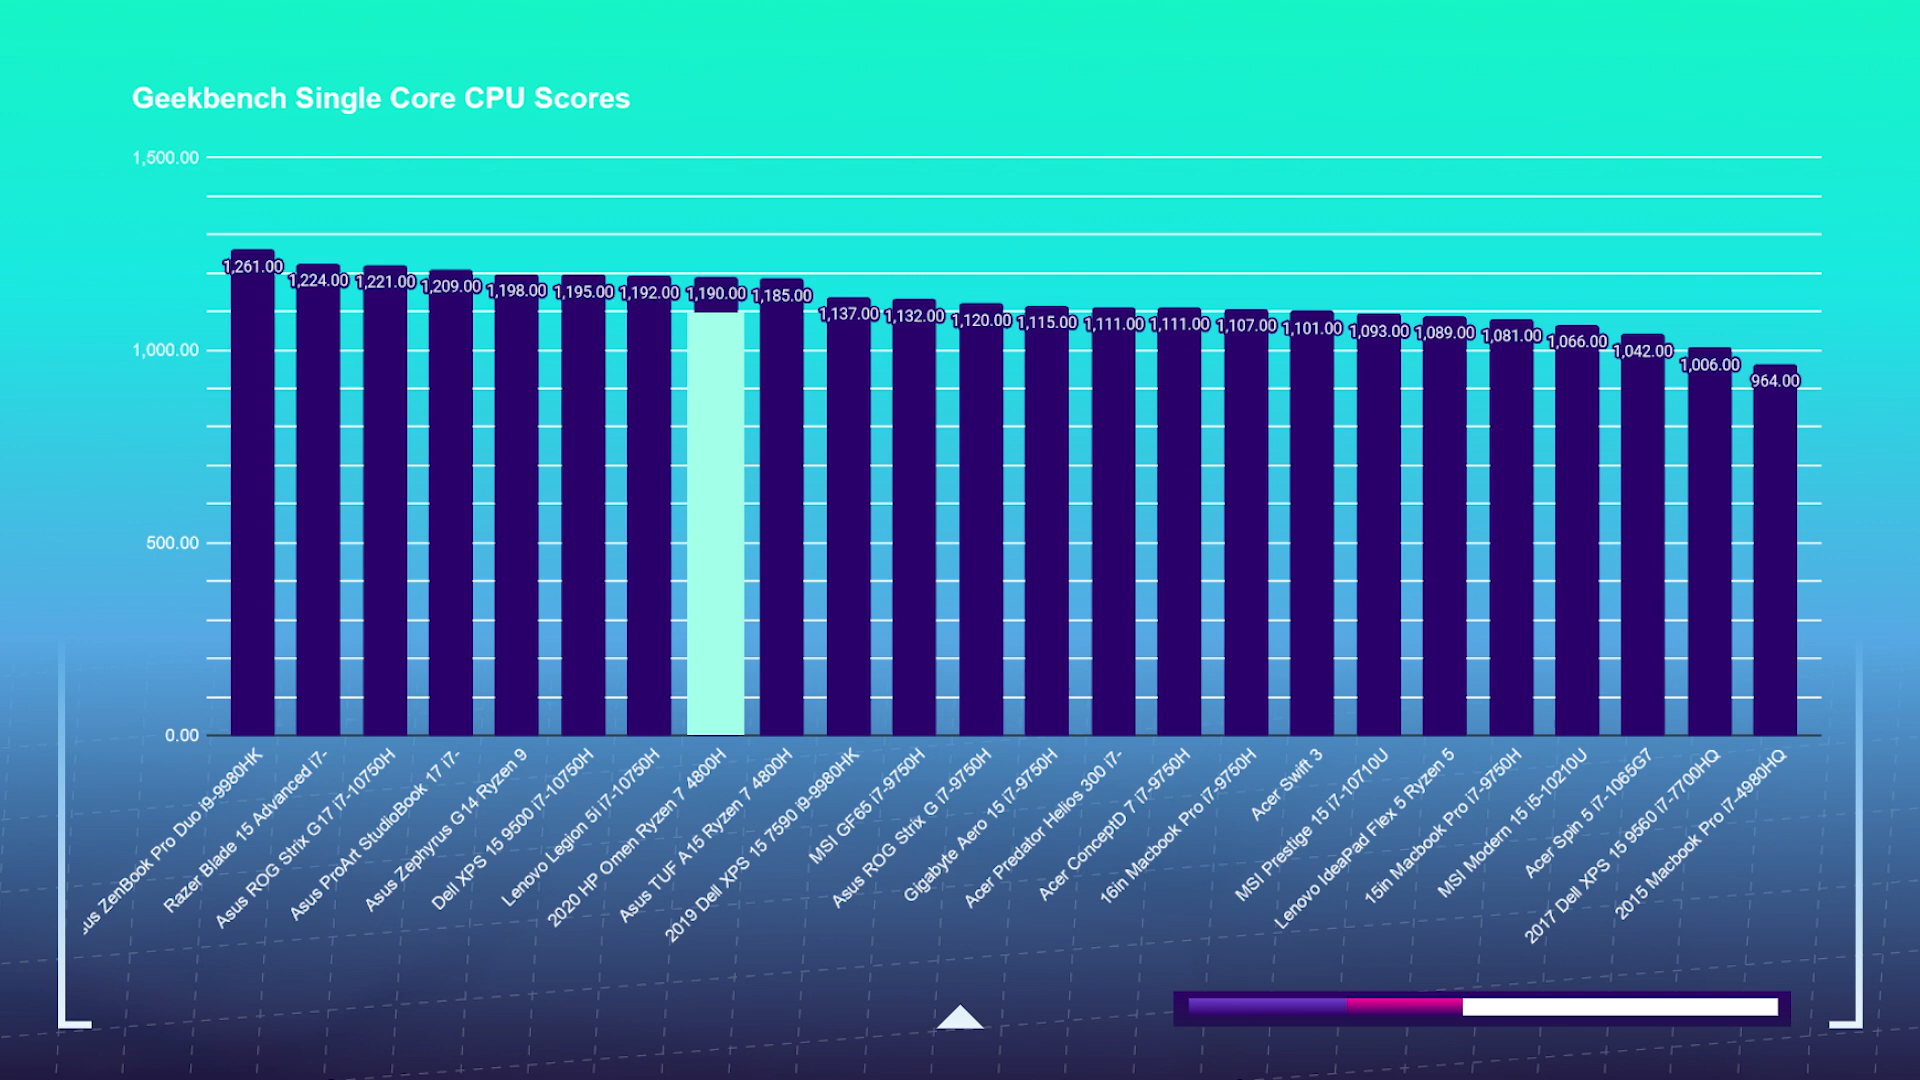 Geekbench Single Core CPU Scores
1,500.00
1,000.00
500.00
0.00
1,261.00
1,224.00
1,221.00
1,209.00
1,198.00
1,195.00
1,192.00
1,190.00
1,185.00
1,137.00
1,132.00
1,120.00
1,115.00
1,111.00
1,111.00
1,107.00
1,101.00
1,093.00
1,089.00
1,081.00
1,066.00
1,042.00
1,006.00
964.00
us ZenBook Pro Duo i9-9980HK
Razer Blade 15 Advanced i7-
Asus ROG Strix G17 i7-10750H
Asus ProArt StudioBook 17 i7-
Asus Zephyrus G14 Ryzen 9
Dell XPS 15 9500 i7-10750H
Lenovo Legion 5i i7-10750H
2020 HP Omen Ryzen 7 4800H
Asus TUF A15 Ryzen 7 4800H
2019 Dell XPS 15 7590 i9-9980HK
MSI GF65 i7-9750H
Asus ROG Strix G i7-9750H
Gigabyte Aero 15 i7-9750H
Acer Predator Helios 300 i7-
Acer ConceptD 7 i7-9750H
16in Macbook Pro i7-9750H
Acer Swift 3
MSI Prestige 15 i7-10710U
Lenovo IdeaPad Flex 5 Ryzen 5
15in Macbook Pro i7-9750H
MSI Modern 15 i5-10210U
Acer Spin 5 i7-1065G7
2017 Dell XPS 15 9560 i7-7700HQ
2015 Macbook Pro i7-4980HQ